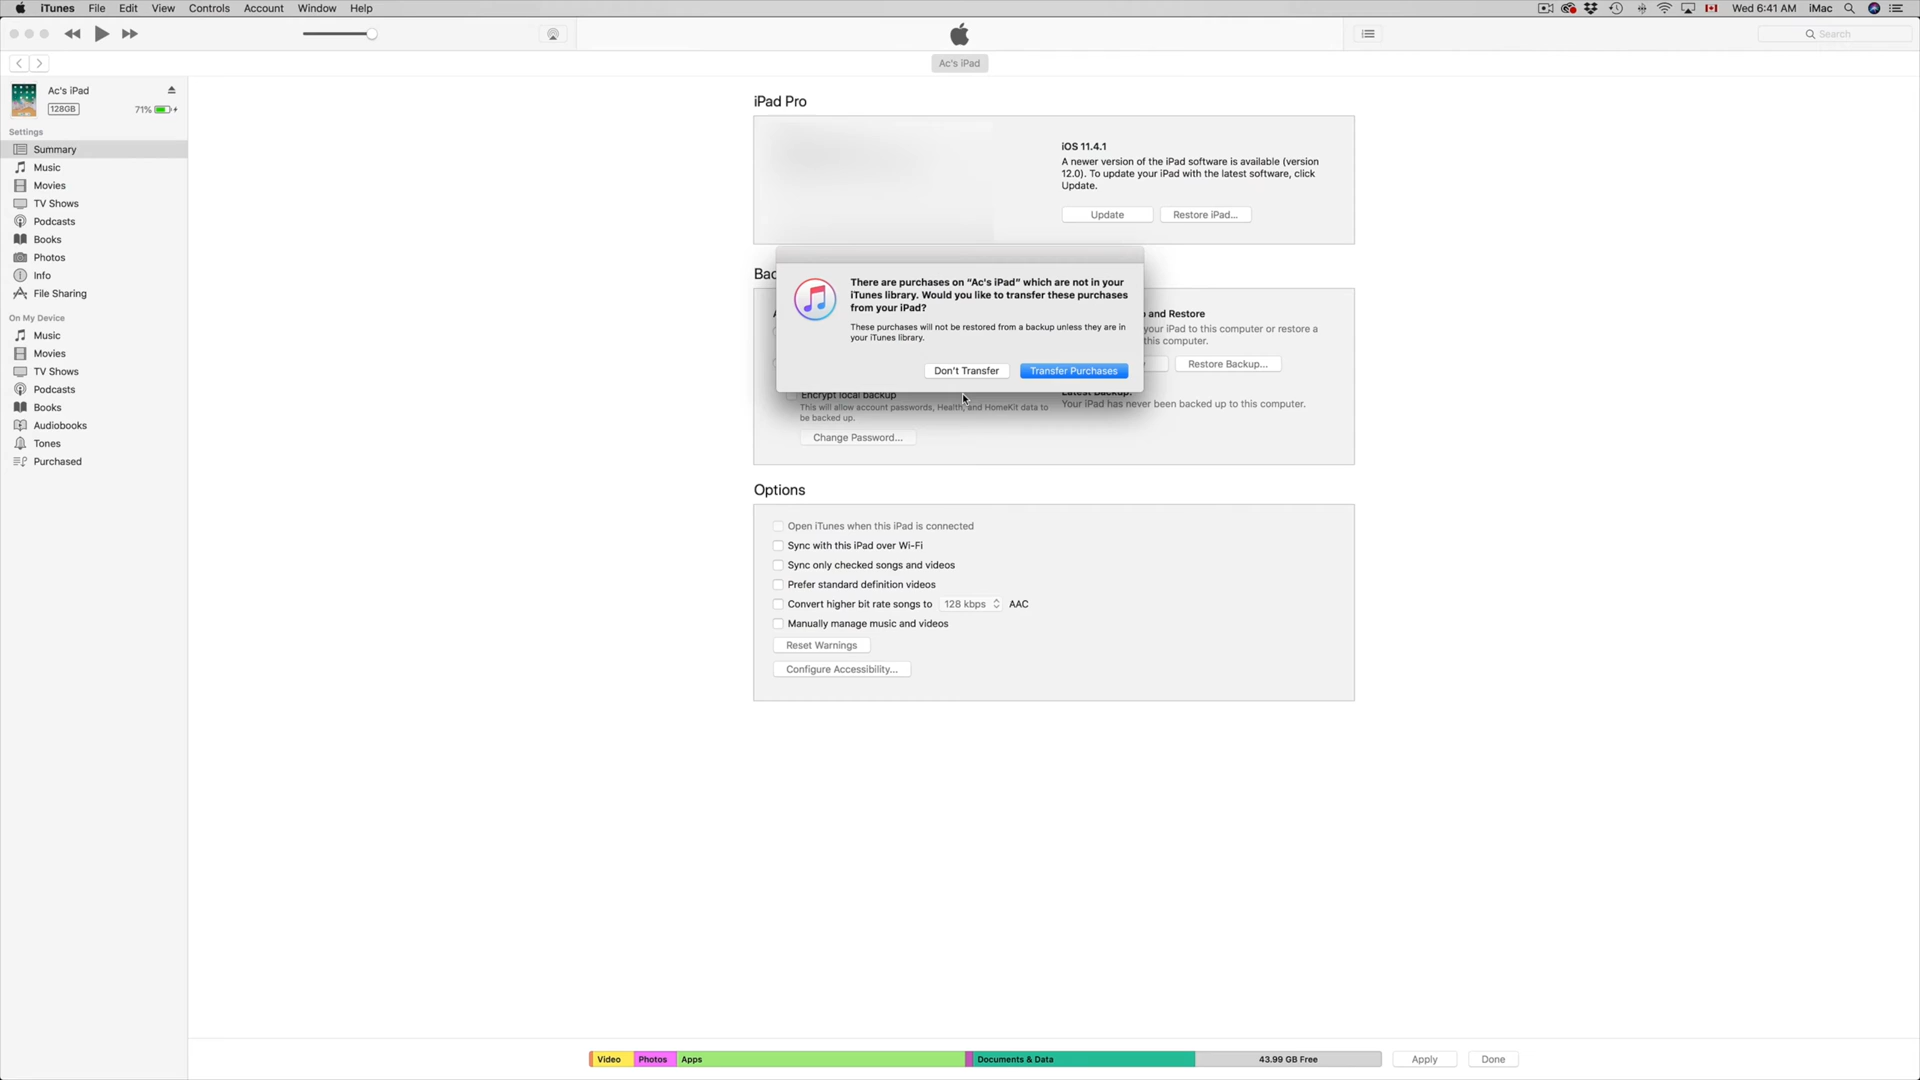 iTunes File Edit View Controls Account Window Help
Wed 6:41 AM iMac
Search
Ac's iPad
Ac's iPad
128GB 71%
Settings
Summary
Music
Movies
TV Shows
Podcasts
Books
Photos
Info
File Sharing
On My Device
Music
Movies
TV Shows
Podcasts
Books
Audiobooks
Tones
Purchased
iPad Pro
iOS 11.4.1
A newer version of the iPad software is available (version
12.0). To update your iPad with the latest software, click
Update.
Update Restore iPad...
There are purchases on “Ac's iPad” which are not in your
iTunes library. Would you like to transfer these purchases
from your iPad?
These purchases will not be restored from a backup unless they are in
your iTunes library.
Don't Transfer Transfer Purchases
and Restore
your iPad to this computer or restore a
this computer.
Restore Backup...
Encrypt local backup
This will allow account passwords, Health, and HomeKit data to
be backed up.
Change Password...
Latest Backup:
Your iPad has never been backed up to this computer.
Options
Open iTunes when this iPad is connected
Sync with this iPad over Wi-Fi
Sync only checked songs and videos
Prefer standard definition videos
Convert higher bit rate songs to 128 kbps AAC
Manually manage music and videos
Reset Warnings
Configure Accessibility...
Video Photos Apps Documents & Data 43.99 GB Free Apply Done